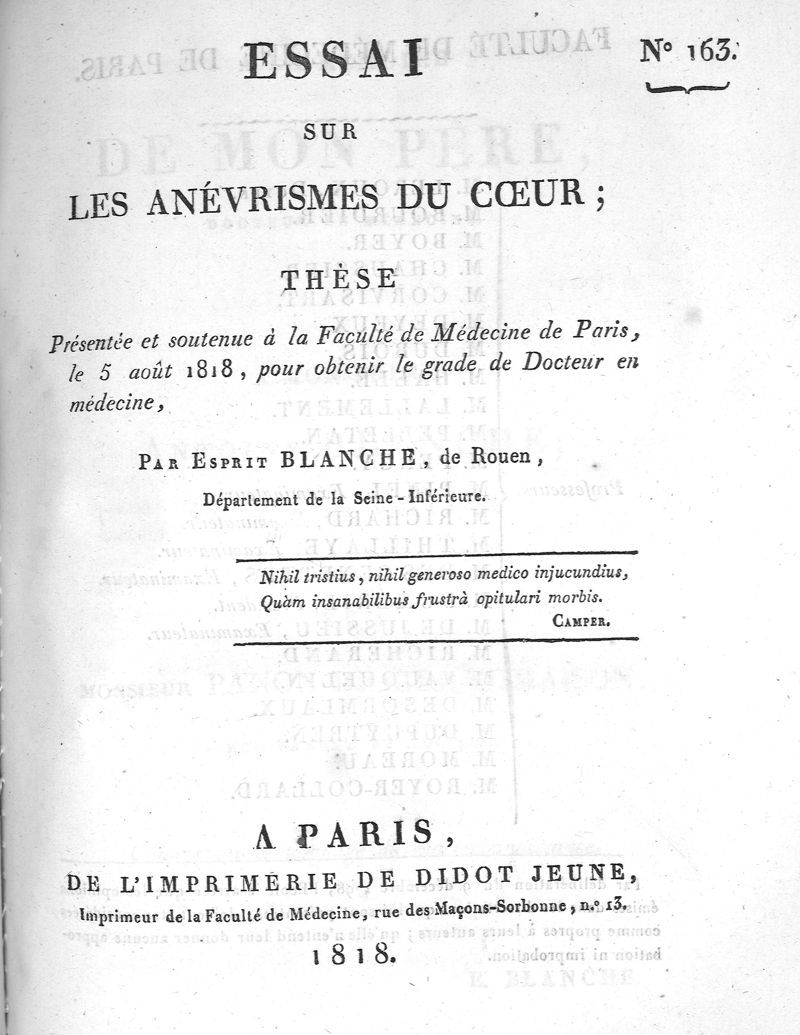 ESSAI
N° 163.
SUR
LES ANÉVRISMES DU CŒUR;
THÈSE
Présentée et soutenue à la Faculté de Médecine de Paris,
le 5 août 1818, pour obtenir le grade de Docteur en
médecine,
PAR ESPRIT BLANCHE, de Rouen,
Département de la Seine-Inférieure.
Nihil tristius, nihil generoso medico injucundius,
Quàm insanabilibus frustrà opitulari morbis.
CAMPER.
A PARIS,
DE L'IMPRIMERIE DE DIDOT JEUNE,
Imprimeur de la Faculté de Médecine, rue des Maçons-Sorbonne, n.° 13.
1818.